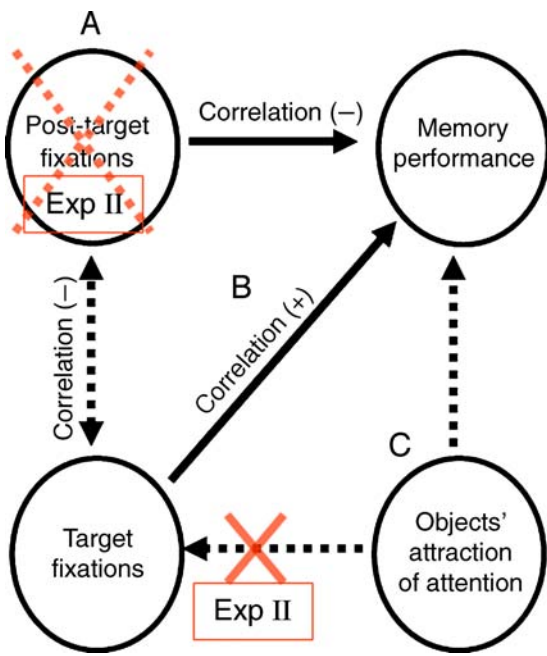 A
Post-target
fixations
Exp II
Correlation (−)
Memory
performance
Correlation (−)
B
Correlation (+)
C
Target
fixations
Exp II
Objects'
attraction
of attention